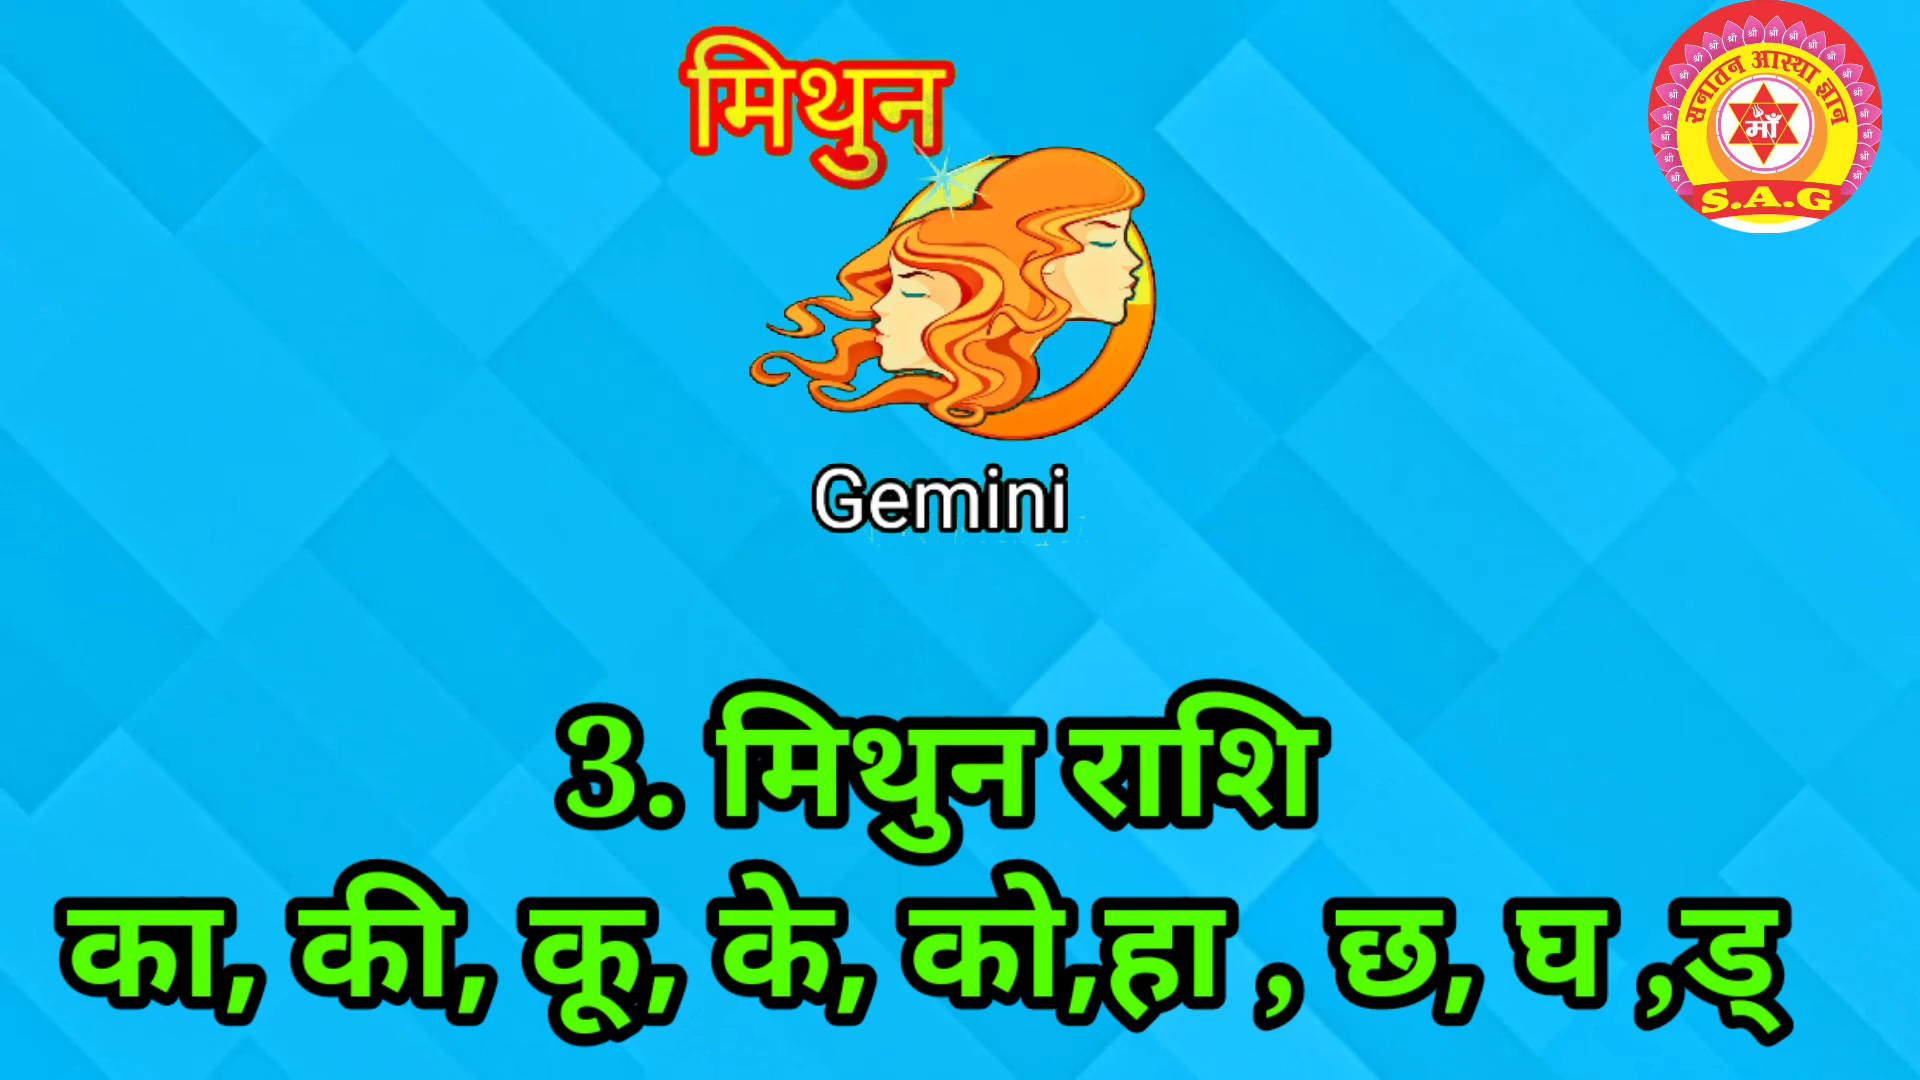 मिथुन
श्री श्री श्री श्री श्री श्री श्री श्री श्री श्री श्री श्री श्री श्री श्री श्री श्री
सनातन आस्था ज्ञान
माँ
S.A.G
Gemini
3. मिथुन राशि
का, की, कू, के, को,हा , छ, घ ,ड्